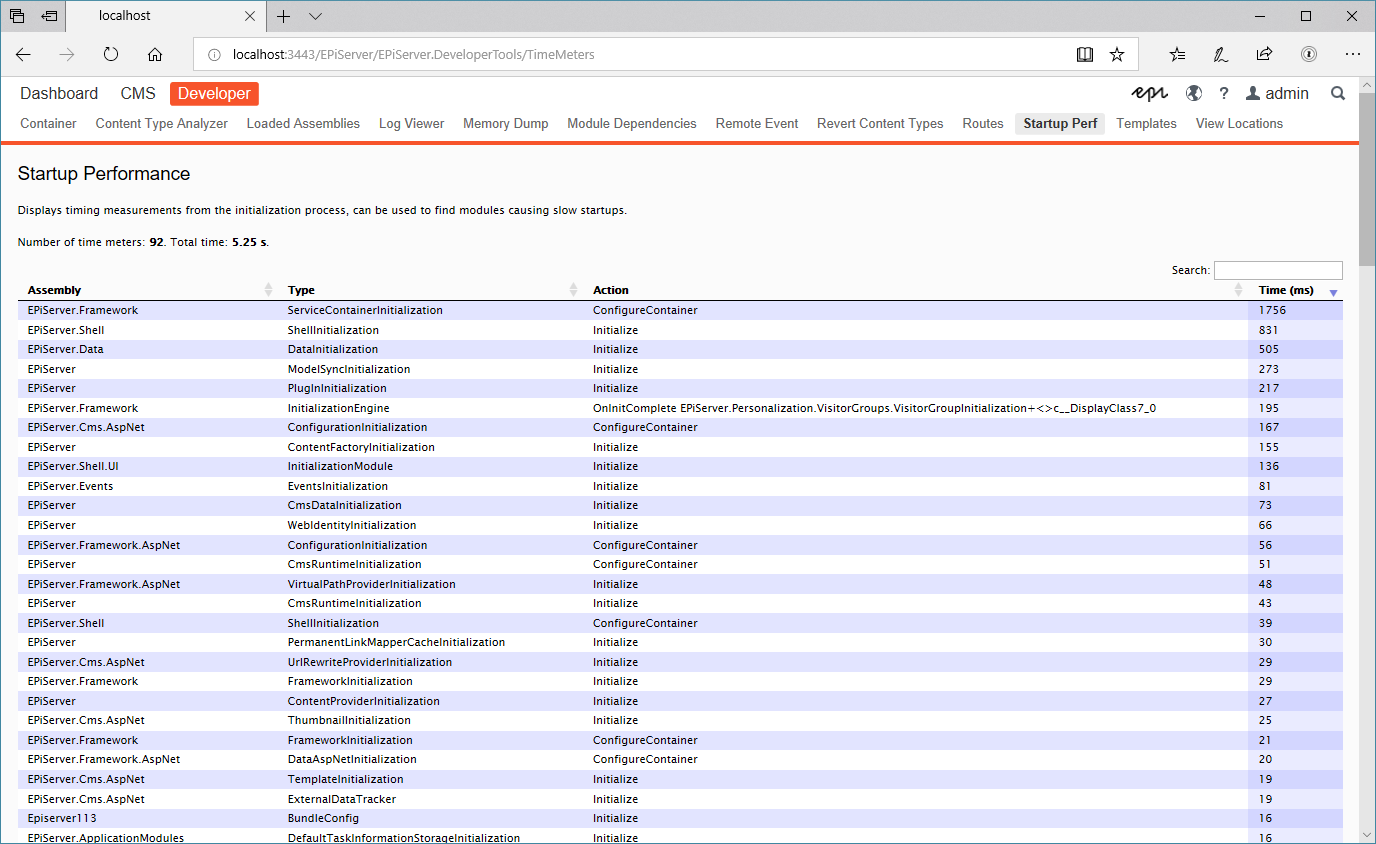 localhost
localhost:3443/EPiServer/EPiServer.DeveloperTools/TimeMeters
Dashboard CMS Developer epi ? admin
Container Content Type Analyzer Loaded Assemblies Log Viewer Memory Dump Module Dependencies Remote Event Revert Content Types Routes Startup Perf Templates View Locations
Startup Performance
Displays timing measurements from the initialization process, can be used to find modules causing slow startups.
Number of time meters: 92. Total time: 5.25 s.
Search:
Assembly Type Action Time (ms)
EPiServer.Framework ServiceContainerInitialization ConfigureContainer 1756
EPiServer.Shell ShellInitialization Initialize 831
EPiServer.Data DataInitialization Initialize 505
EPiServer ModelSyncInitialization Initialize 273
EPiServer PlugInInitialization Initialize 217
EPiServer.Framework InitializationEngine OnInitComplete EPiServer.Personalization.VisitorGroups.VisitorGroupInitialization+<>c__DisplayClass7_0 195
EPiServer.Cms.AspNet ConfigurationInitialization ConfigureContainer 167
EPiServer ContentFactoryInitialization Initialize 155
EPiServer.Shell.UI InitializationModule Initialize 136
EPiServer.Events EventsInitialization Initialize 81
EPiServer CmsDataInitialization Initialize 73
EPiServer WebIdentityInitialization Initialize 66
EPiServer.Framework.AspNet ConfigurationInitialization ConfigureContainer 56
EPiServer CmsRuntimeInitialization ConfigureContainer 51
EPiServer.Framework.AspNet VirtualPathProviderInitialization Initialize 48
EPiServer CmsRuntimeInitialization Initialize 43
EPiServer.Shell ShellInitialization ConfigureContainer 39
EPiServer PermanentLinkMapperCacheInitialization Initialize 30
EPiServer.Cms.AspNet UrlRewriteProviderInitialization Initialize 29
EPiServer.Framework FrameworkInitialization Initialize 29
EPiServer ContentProviderInitialization Initialize 27
EPiServer.Cms.AspNet ThumbnailInitialization Initialize 25
EPiServer.Framework FrameworkInitialization ConfigureContainer 21
EPiServer.Framework.AspNet DataAspNetInitialization ConfigureContainer 20
EPiServer.Cms.AspNet TemplateInitialization Initialize 19
EPiServer.Cms.AspNet ExternalDataTracker Initialize 19
Episerver113 BundleConfig Initialize 16
EPiServer.ApplicationModules DefaultTaskInformationStorageInitialization Initialize 16